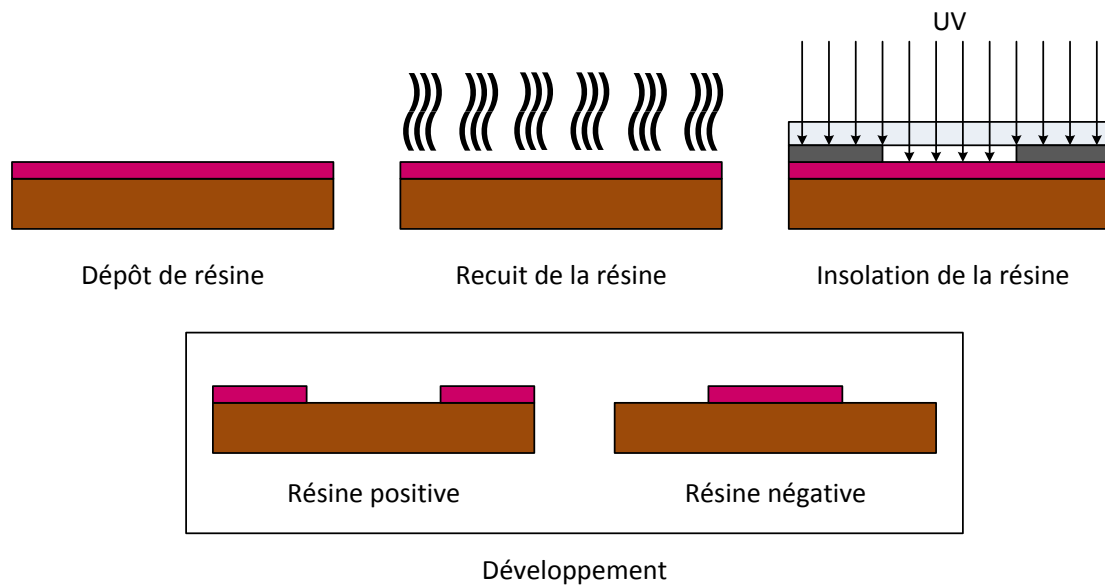 UV
Dépôt de résine
Recuit de la résine
Insolation de la résine
Résine positive
Résine négative
Développement